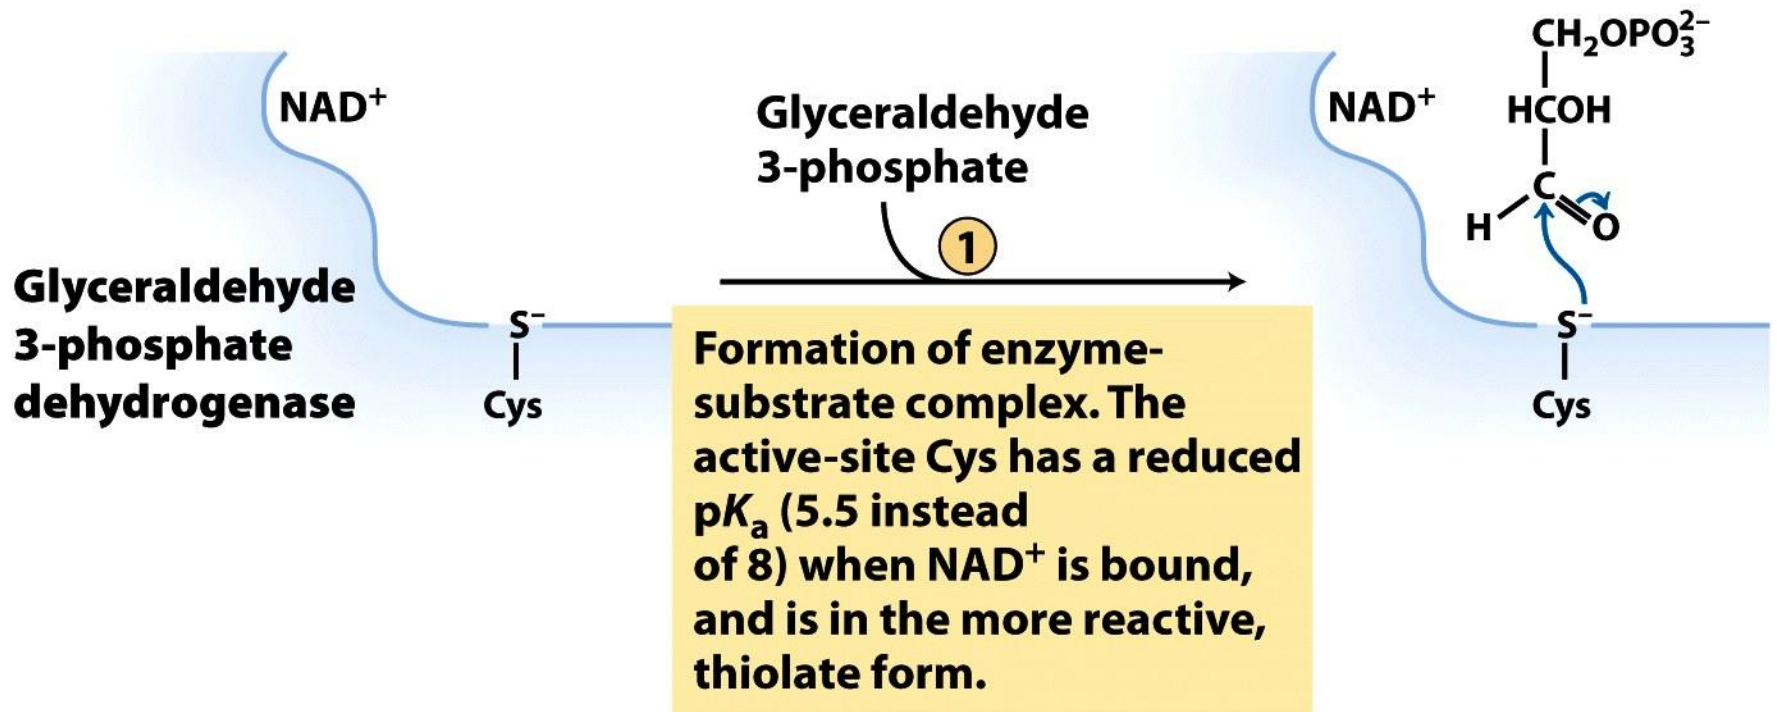 NAD⁺
Glyceraldehyde
3-phosphate
dehydrogenase
S⁻
Cys
Glyceraldehyde
3-phosphate
1
Formation of enzyme-
substrate complex. The
active-site Cys has a reduced
pKₐ (5.5 instead
of 8) when NAD⁺ is bound,
and is in the more reactive,
thiolate form.
NAD⁺
CH₂OPO₃²⁻
HCOH
C
H
O
S⁻
Cys